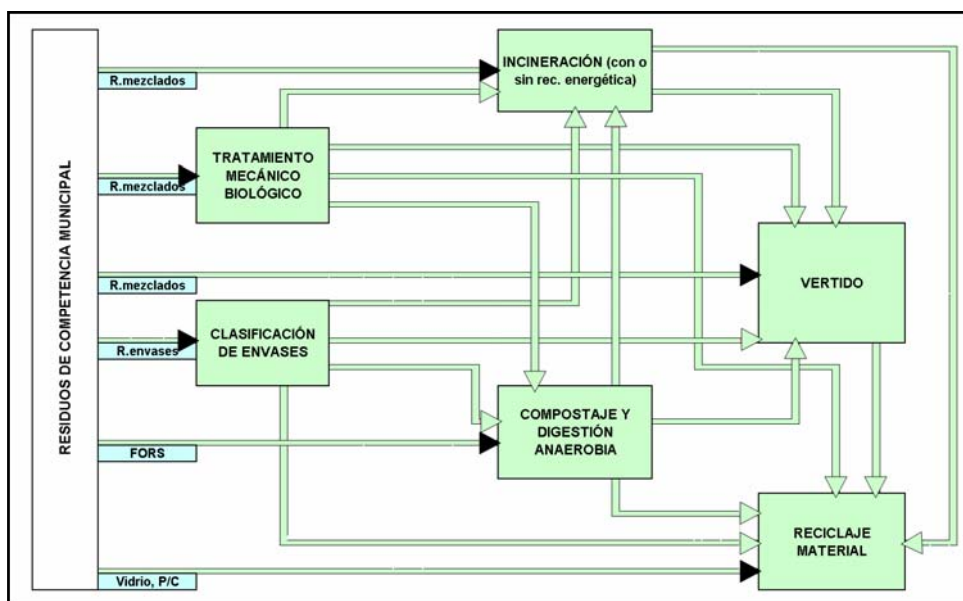 RESIDUOS DE COMPETENCIA MUNICIPAL
INCINERACIÓN (con o
sin rec. energética)
R.mezclados
TRATAMIENTO
MECÁNICO
BIOLÓGICO
R.mezclados
VERTIDO
R.mezclados
CLASIFICACIÓN
DE ENVASES
R.envases
COMPOSTAJE Y
DIGESTIÓN
ANAEROBIA
FORS
RECICLAJE
MATERIAL
Vidrio, P/C